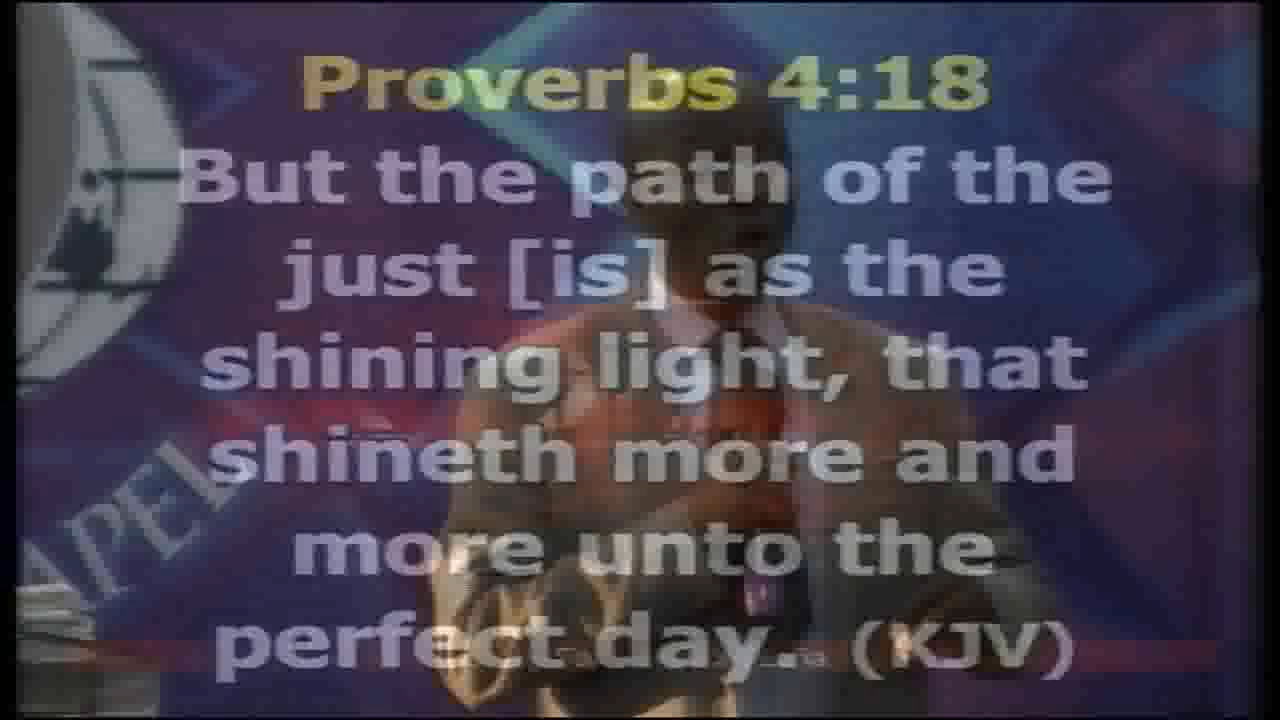 Proverbs 4:18
But the path of the
just [is] as the
shining light, that
shineth more and
more unto the
perfect day. (KJV)
APEL